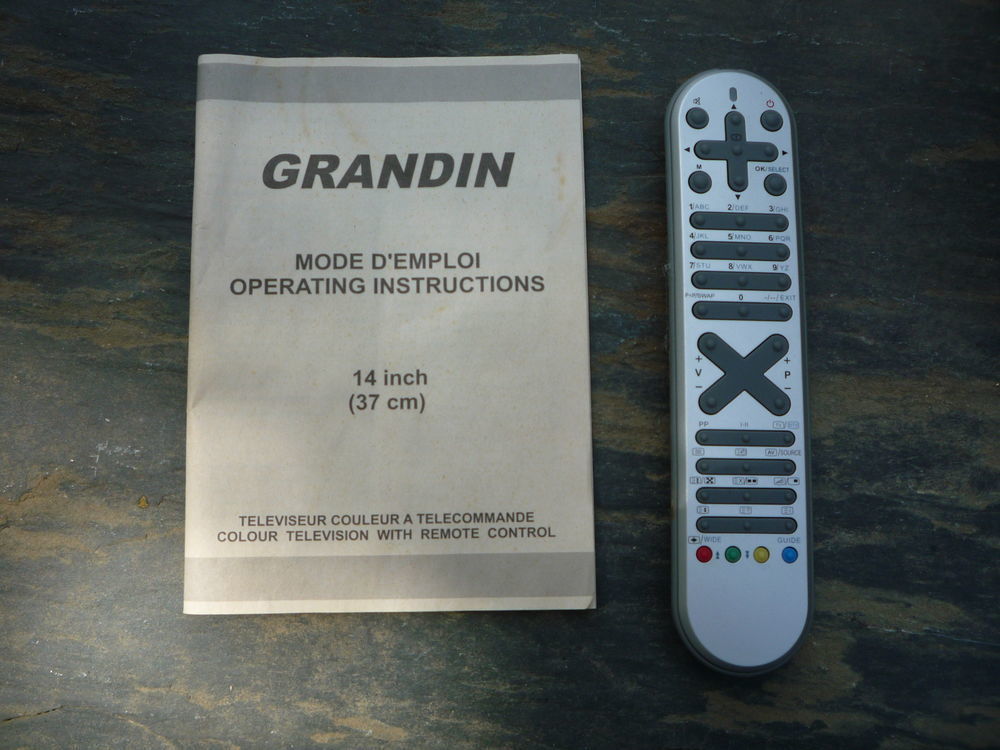 GRANDIN
MODE D'EMPLOI
OPERATING INSTRUCTIONS
14 inch
(37 cm)
TELEVISEUR COULEUR A TELECOMMANDE
COLOUR TELEVISION WITH REMOTE CONTROL
M OK/SELECT
1/ABC 2/DEF 3/GHI
4/JKL 5/MNO 6/PQR
7/STU 8/VWX 9/YZ
P<P/SWAP 0 -/--/EXIT
+ +
V P
- -
PP I-II
AV/SOURCE
/WIDE GUIDE